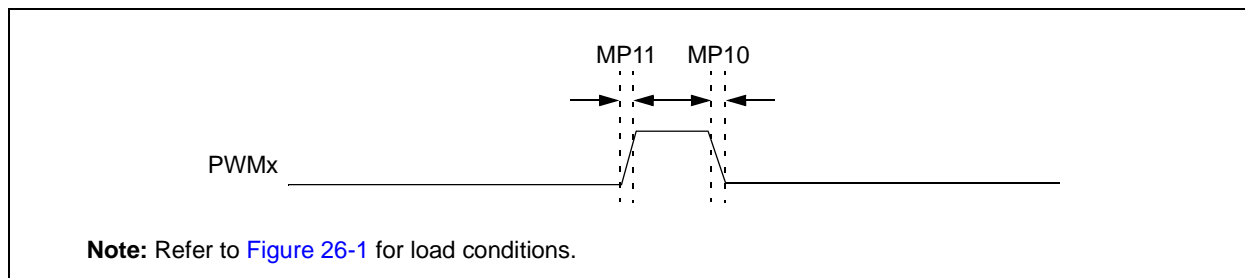 MP11 MP10
PWMx
Note: Refer to Figure 26-1 for load conditions.